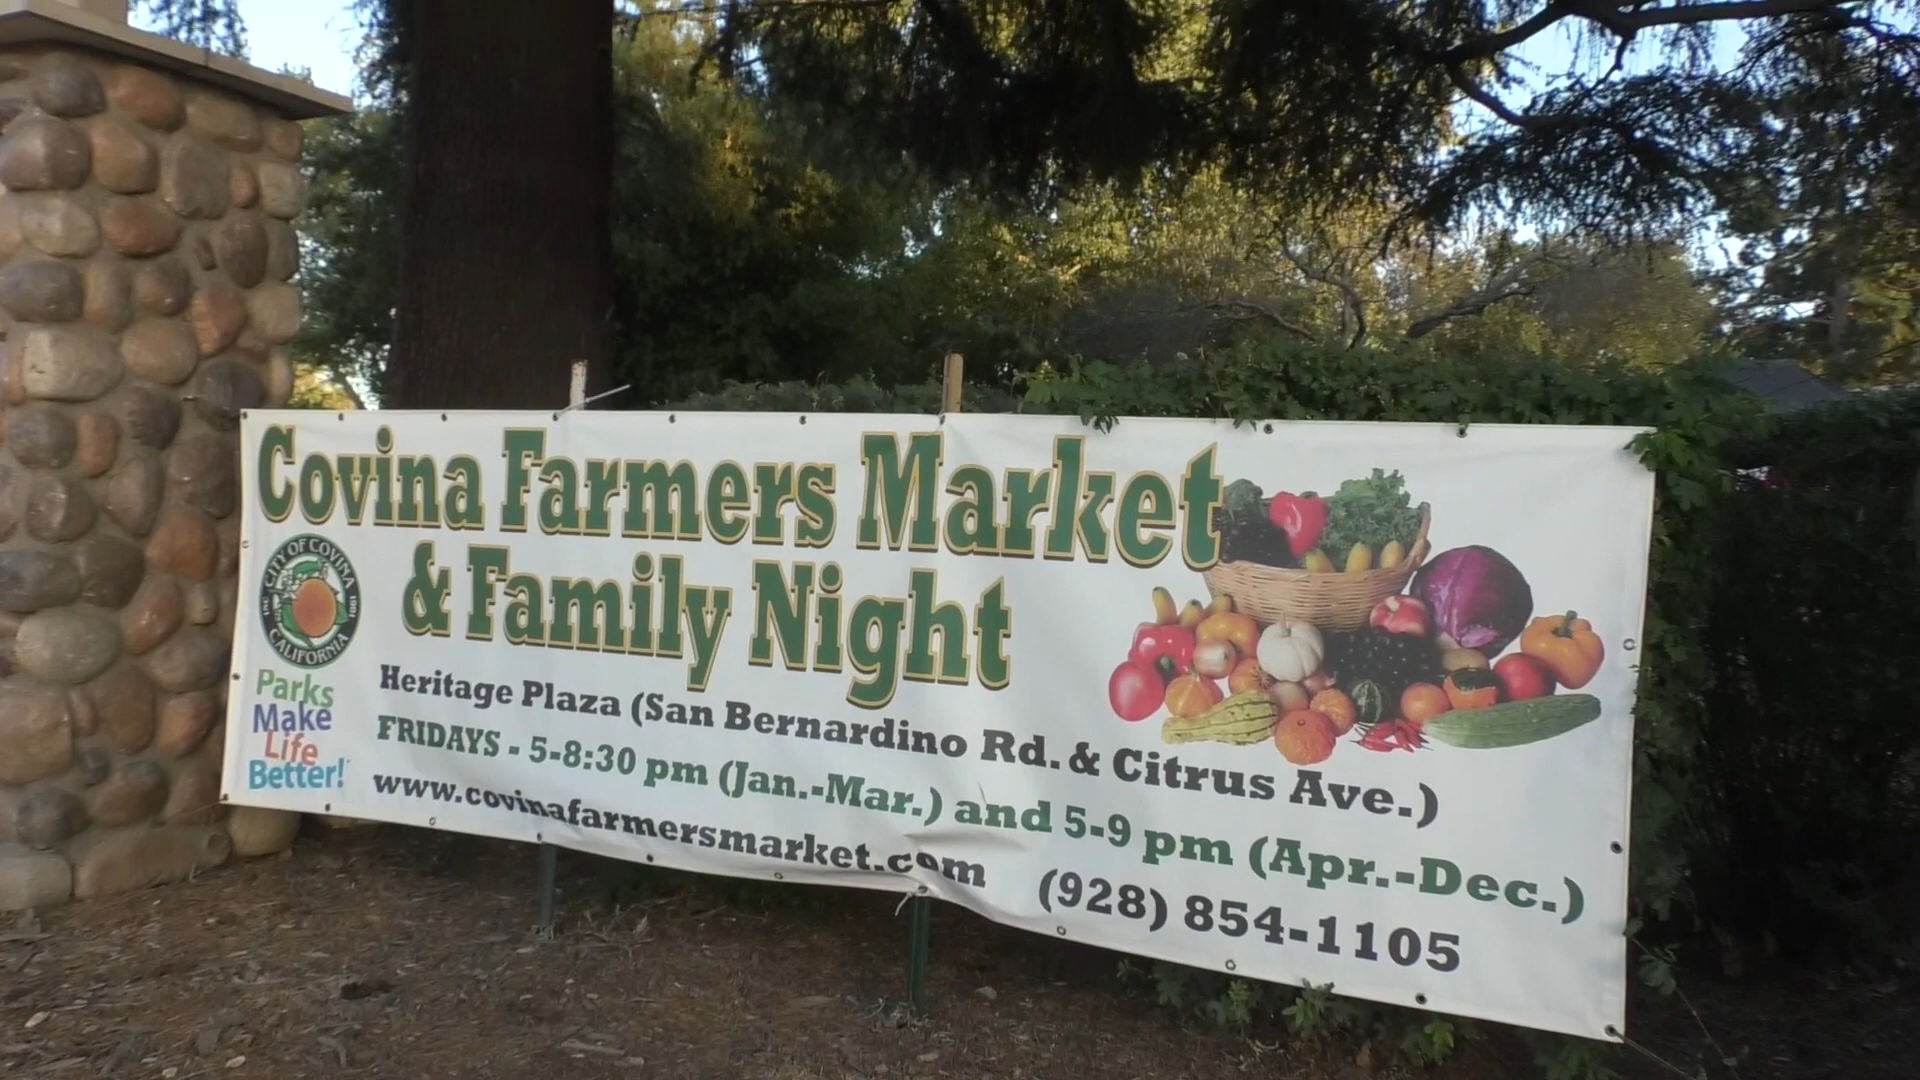 Covina Farmers Market
& Family Night
CITY OF COVINA
INC 1901
CALIFORNIA
Parks
Make
Life
Better!
Heritage Plaza (San Bernardino Rd. & Citrus Ave.)
FRIDAYS - 5-8:30 pm (Jan.-Mar.) and 5-9 pm (Apr.-Dec.)
www.covinafarmersmarket.com (928) 854-1105